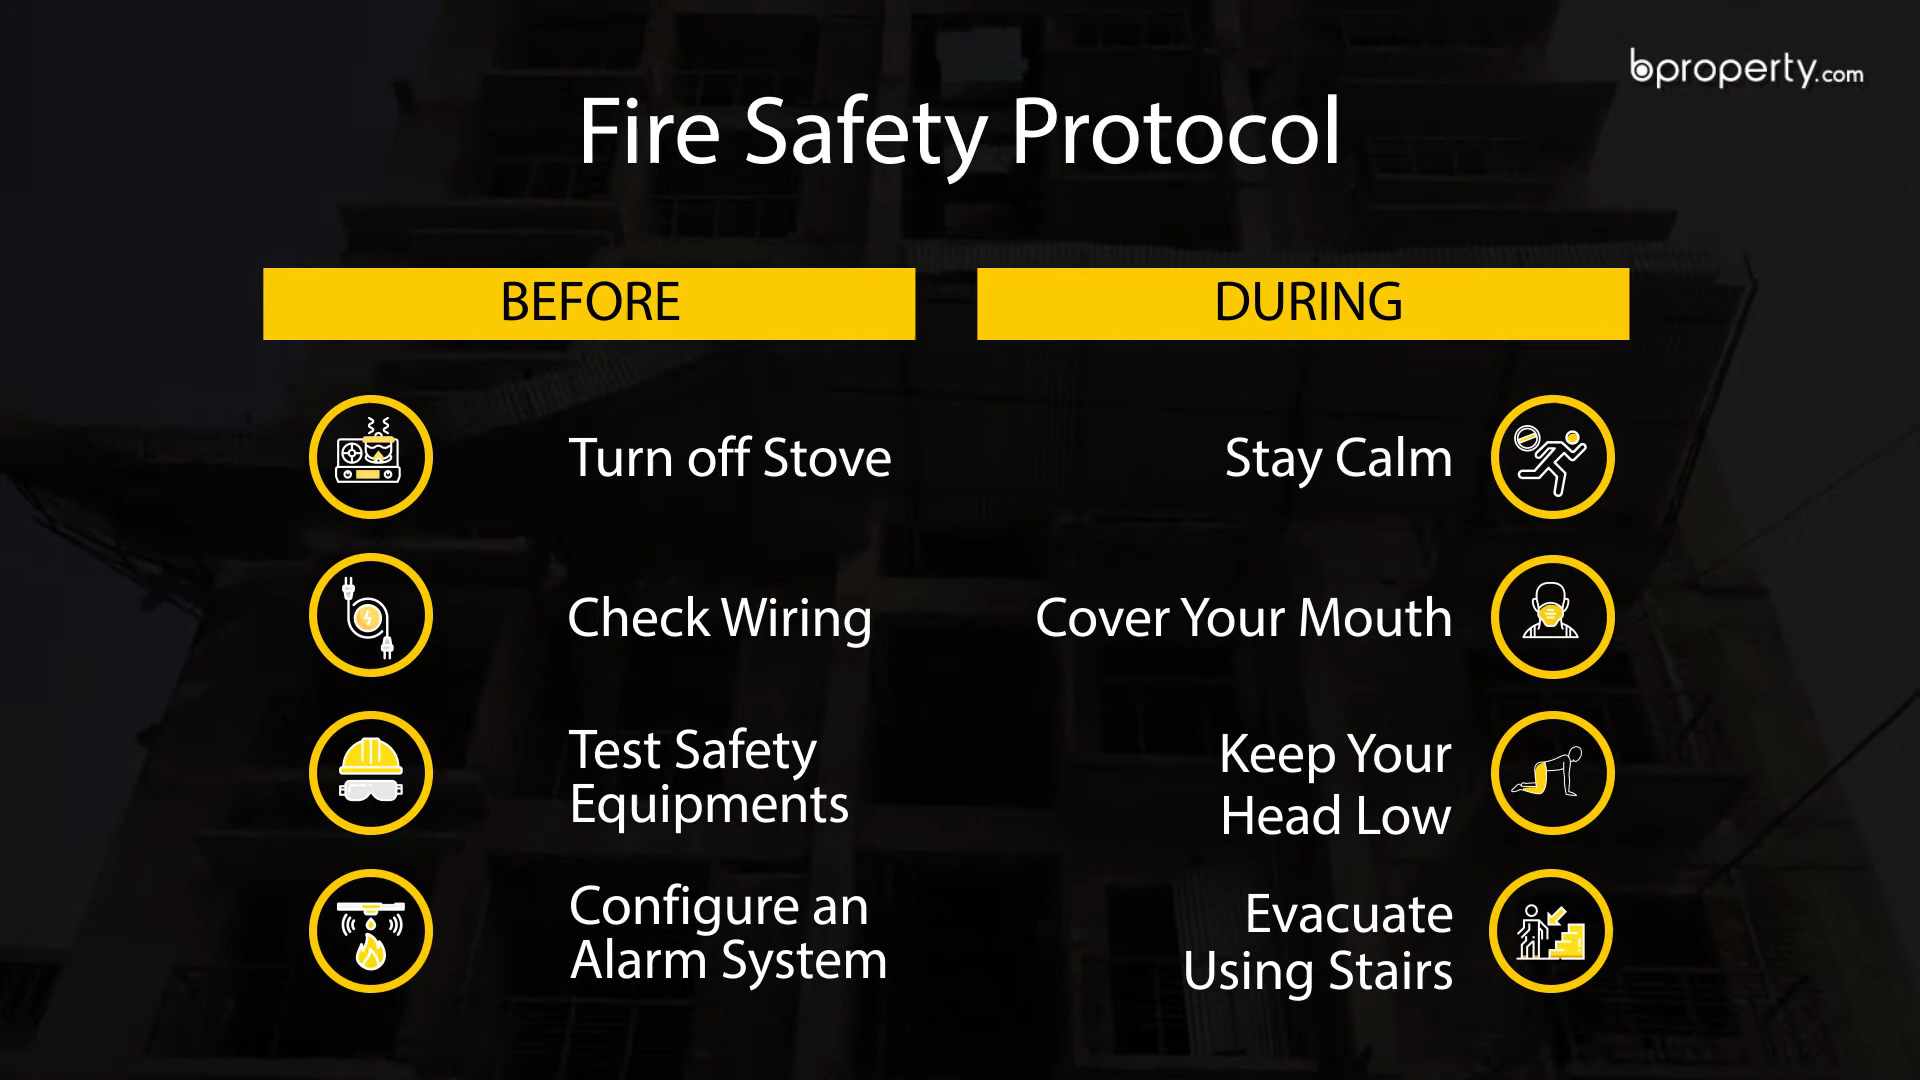 bproperty.com
Fire Safety Protocol
BEFORE
Turn off Stove
Check Wiring
Test Safety
Equipments
Configure an
Alarm System
DURING
Stay Calm
Cover Your Mouth
Keep Your
Head Low
Evacuate
Using Stairs